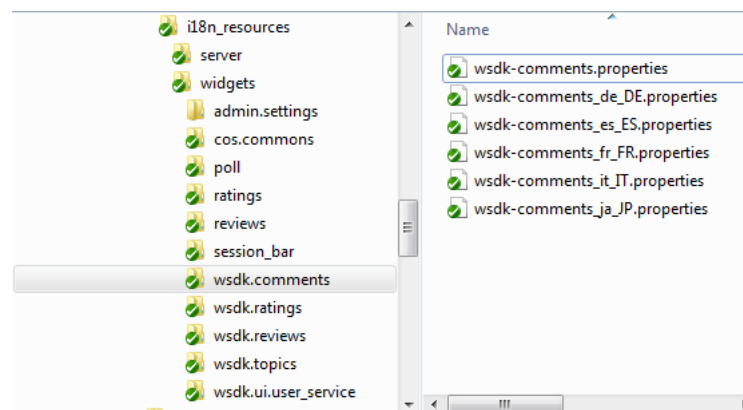 i18n_resources
server
widgets
admin.settings
cos.commons
poll
ratings
reviews
session_bar
wsdk.comments
wsdk.ratings
wsdk.reviews
wsdk.topics
wsdk.ui.user_service
Name
wsdk-comments.properties
wsdk-comments_de_DE.properties
wsdk-comments_es_ES.properties
wsdk-comments_fr_FR.properties
wsdk-comments_it_IT.properties
wsdk-comments_ja_JP.properties